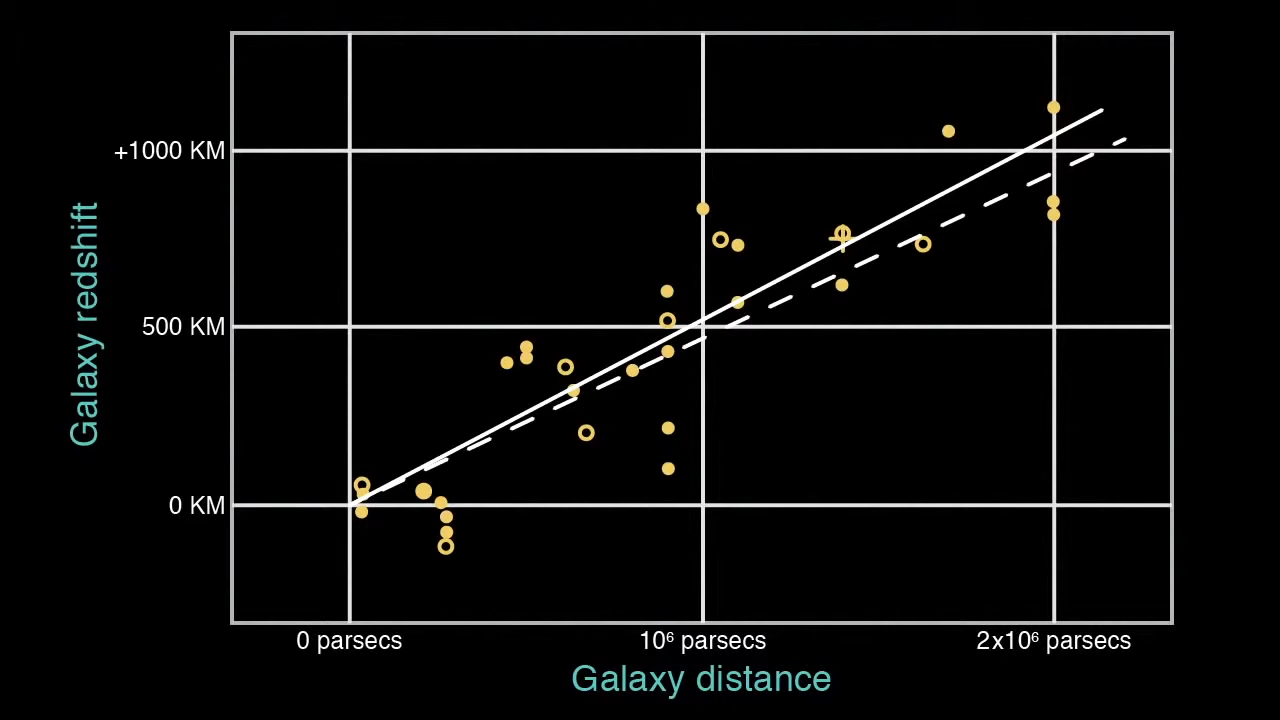 +1000 KM
500 KM
0 KM
Galaxy redshift
0 parsecs
10⁶ parsecs
2x10⁶ parsecs
Galaxy distance